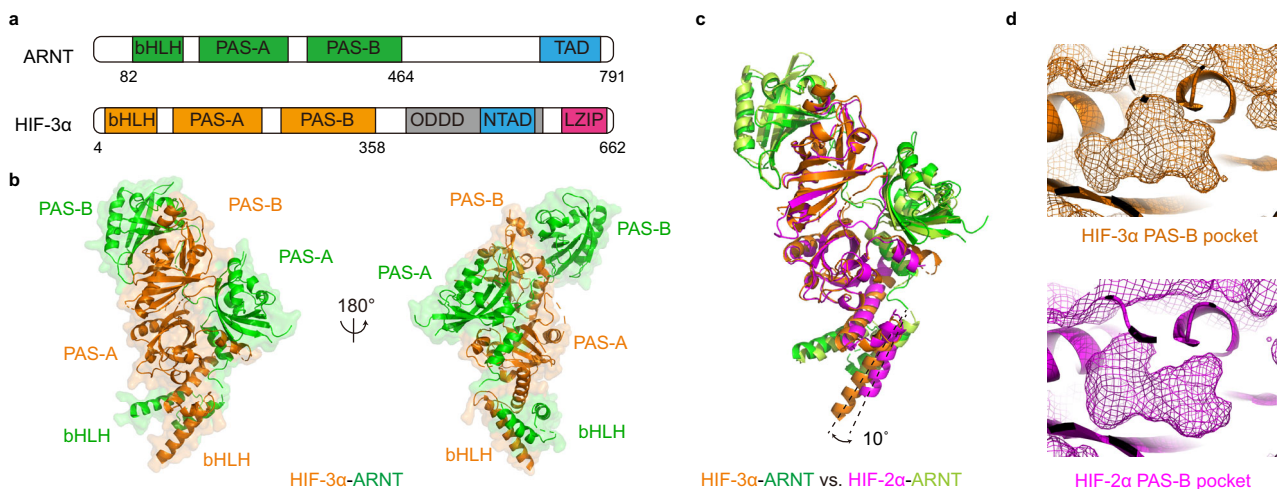 a
ARNT
bHLH PAS-A PAS-B TAD
82 464 791
HIF-3α
bHLH PAS-A PAS-B ODDD NTAD LZIP
4 358 662
b
PAS-B PAS-B
PAS-A
PAS-A
bHLH
bHLH
180°
PAS-B
PAS-B
PAS-A
PAS-A
bHLH
bHLH
HIF-3α-ARNT
c
10°
HIF-3α-ARNT vs. HIF-2α-ARNT
d
HIF-3α PAS-B pocket
HIF-2α PAS-B pocket